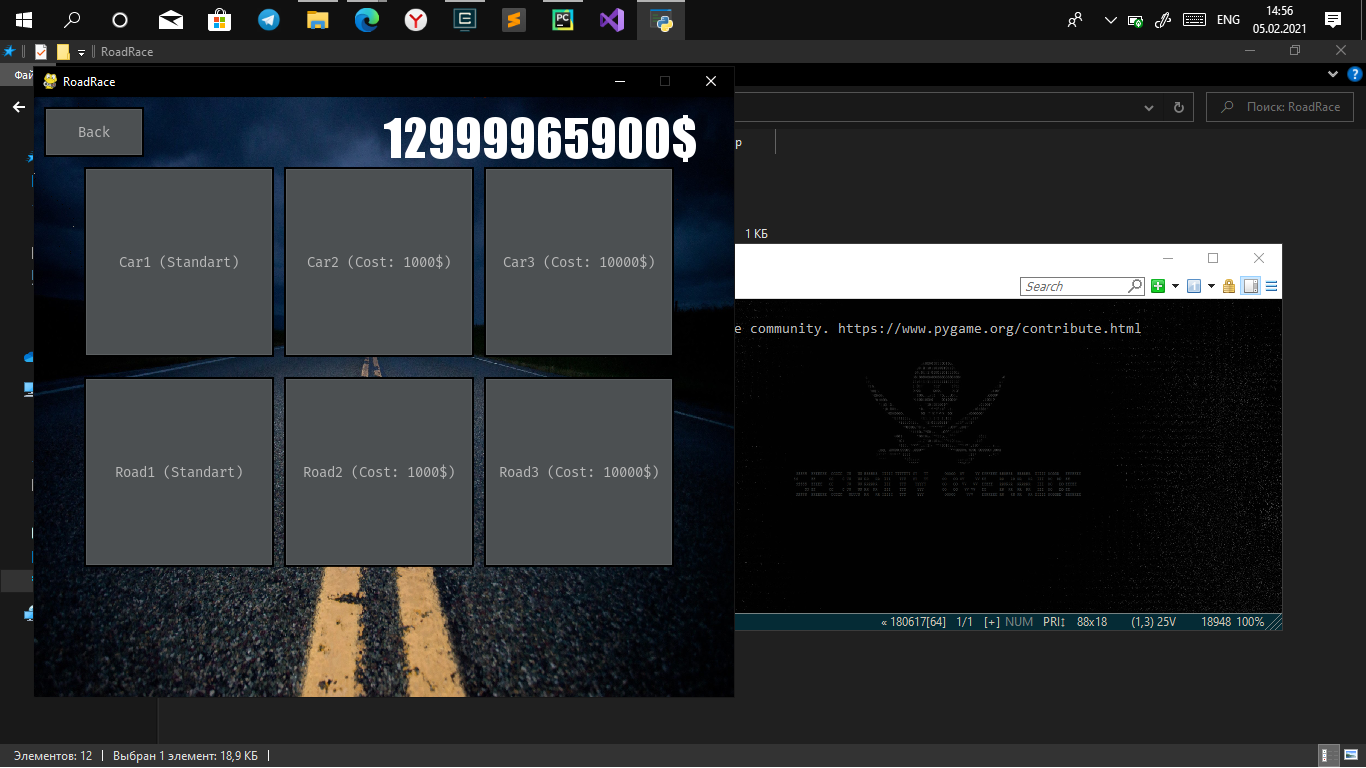 ENG
14:56
05.02.2021
RoadRace
RoadRace
Back
12999965900$
Car1 (Standart)
Car2 (Cost: 1000$)
Car3 (Cost: 10000$)
Road1 (Standart)
Road2 (Cost: 1000$)
Road3 (Cost: 10000$)
Поиск: RoadRace
1 КБ
Search
e community. https://www.pygame.org/contribute.html
« 180617[64] 1/1 [+] NUM PRI↕ 88x18 (1,3) 25V 18948 100%
Элементов: 12 Выбран 1 элемент: 18,9 КБ